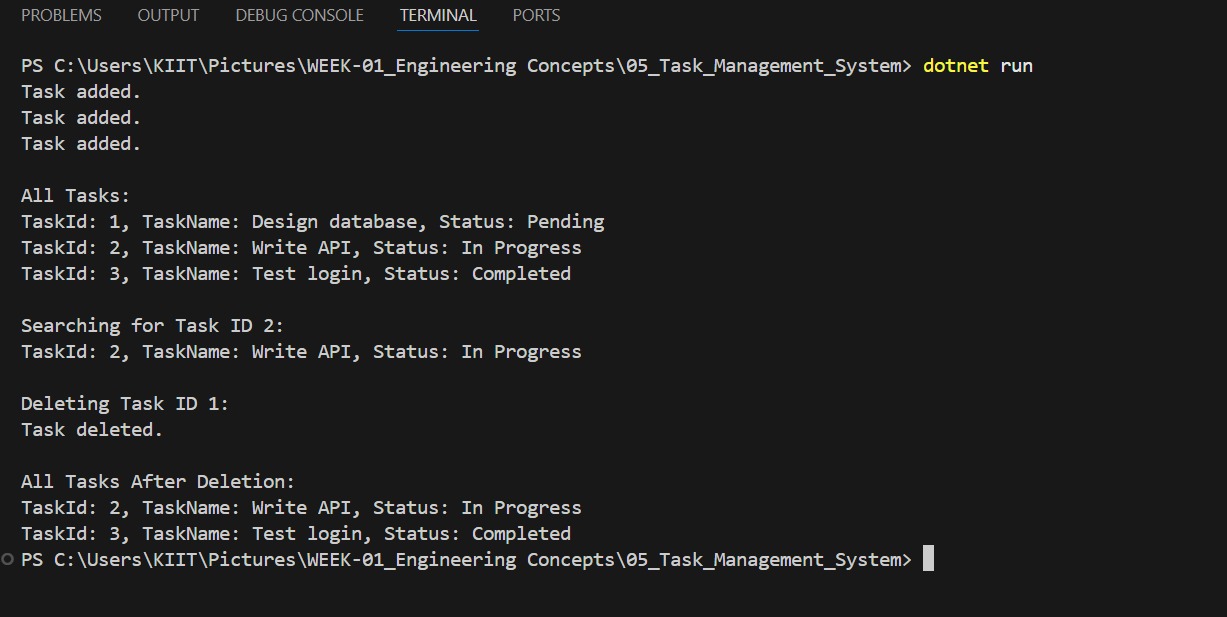 PROBLEMS OUTPUT DEBUG CONSOLE TERMINAL PORTS
PS C:\Users\KIIT\Pictures\WEEK-01_Engineering Concepts\05_Task_Management_System> dotnet run
Task added.
Task added.
Task added.
All Tasks:
TaskId: 1, TaskName: Design database, Status: Pending
TaskId: 2, TaskName: Write API, Status: In Progress
TaskId: 3, TaskName: Test login, Status: Completed
Searching for Task ID 2:
TaskId: 2, TaskName: Write API, Status: In Progress
Deleting Task ID 1:
Task deleted.
All Tasks After Deletion:
TaskId: 2, TaskName: Write API, Status: In Progress
TaskId: 3, TaskName: Test login, Status: Completed
PS C:\Users\KIIT\Pictures\WEEK-01_Engineering Concepts\05_Task_Management_System>